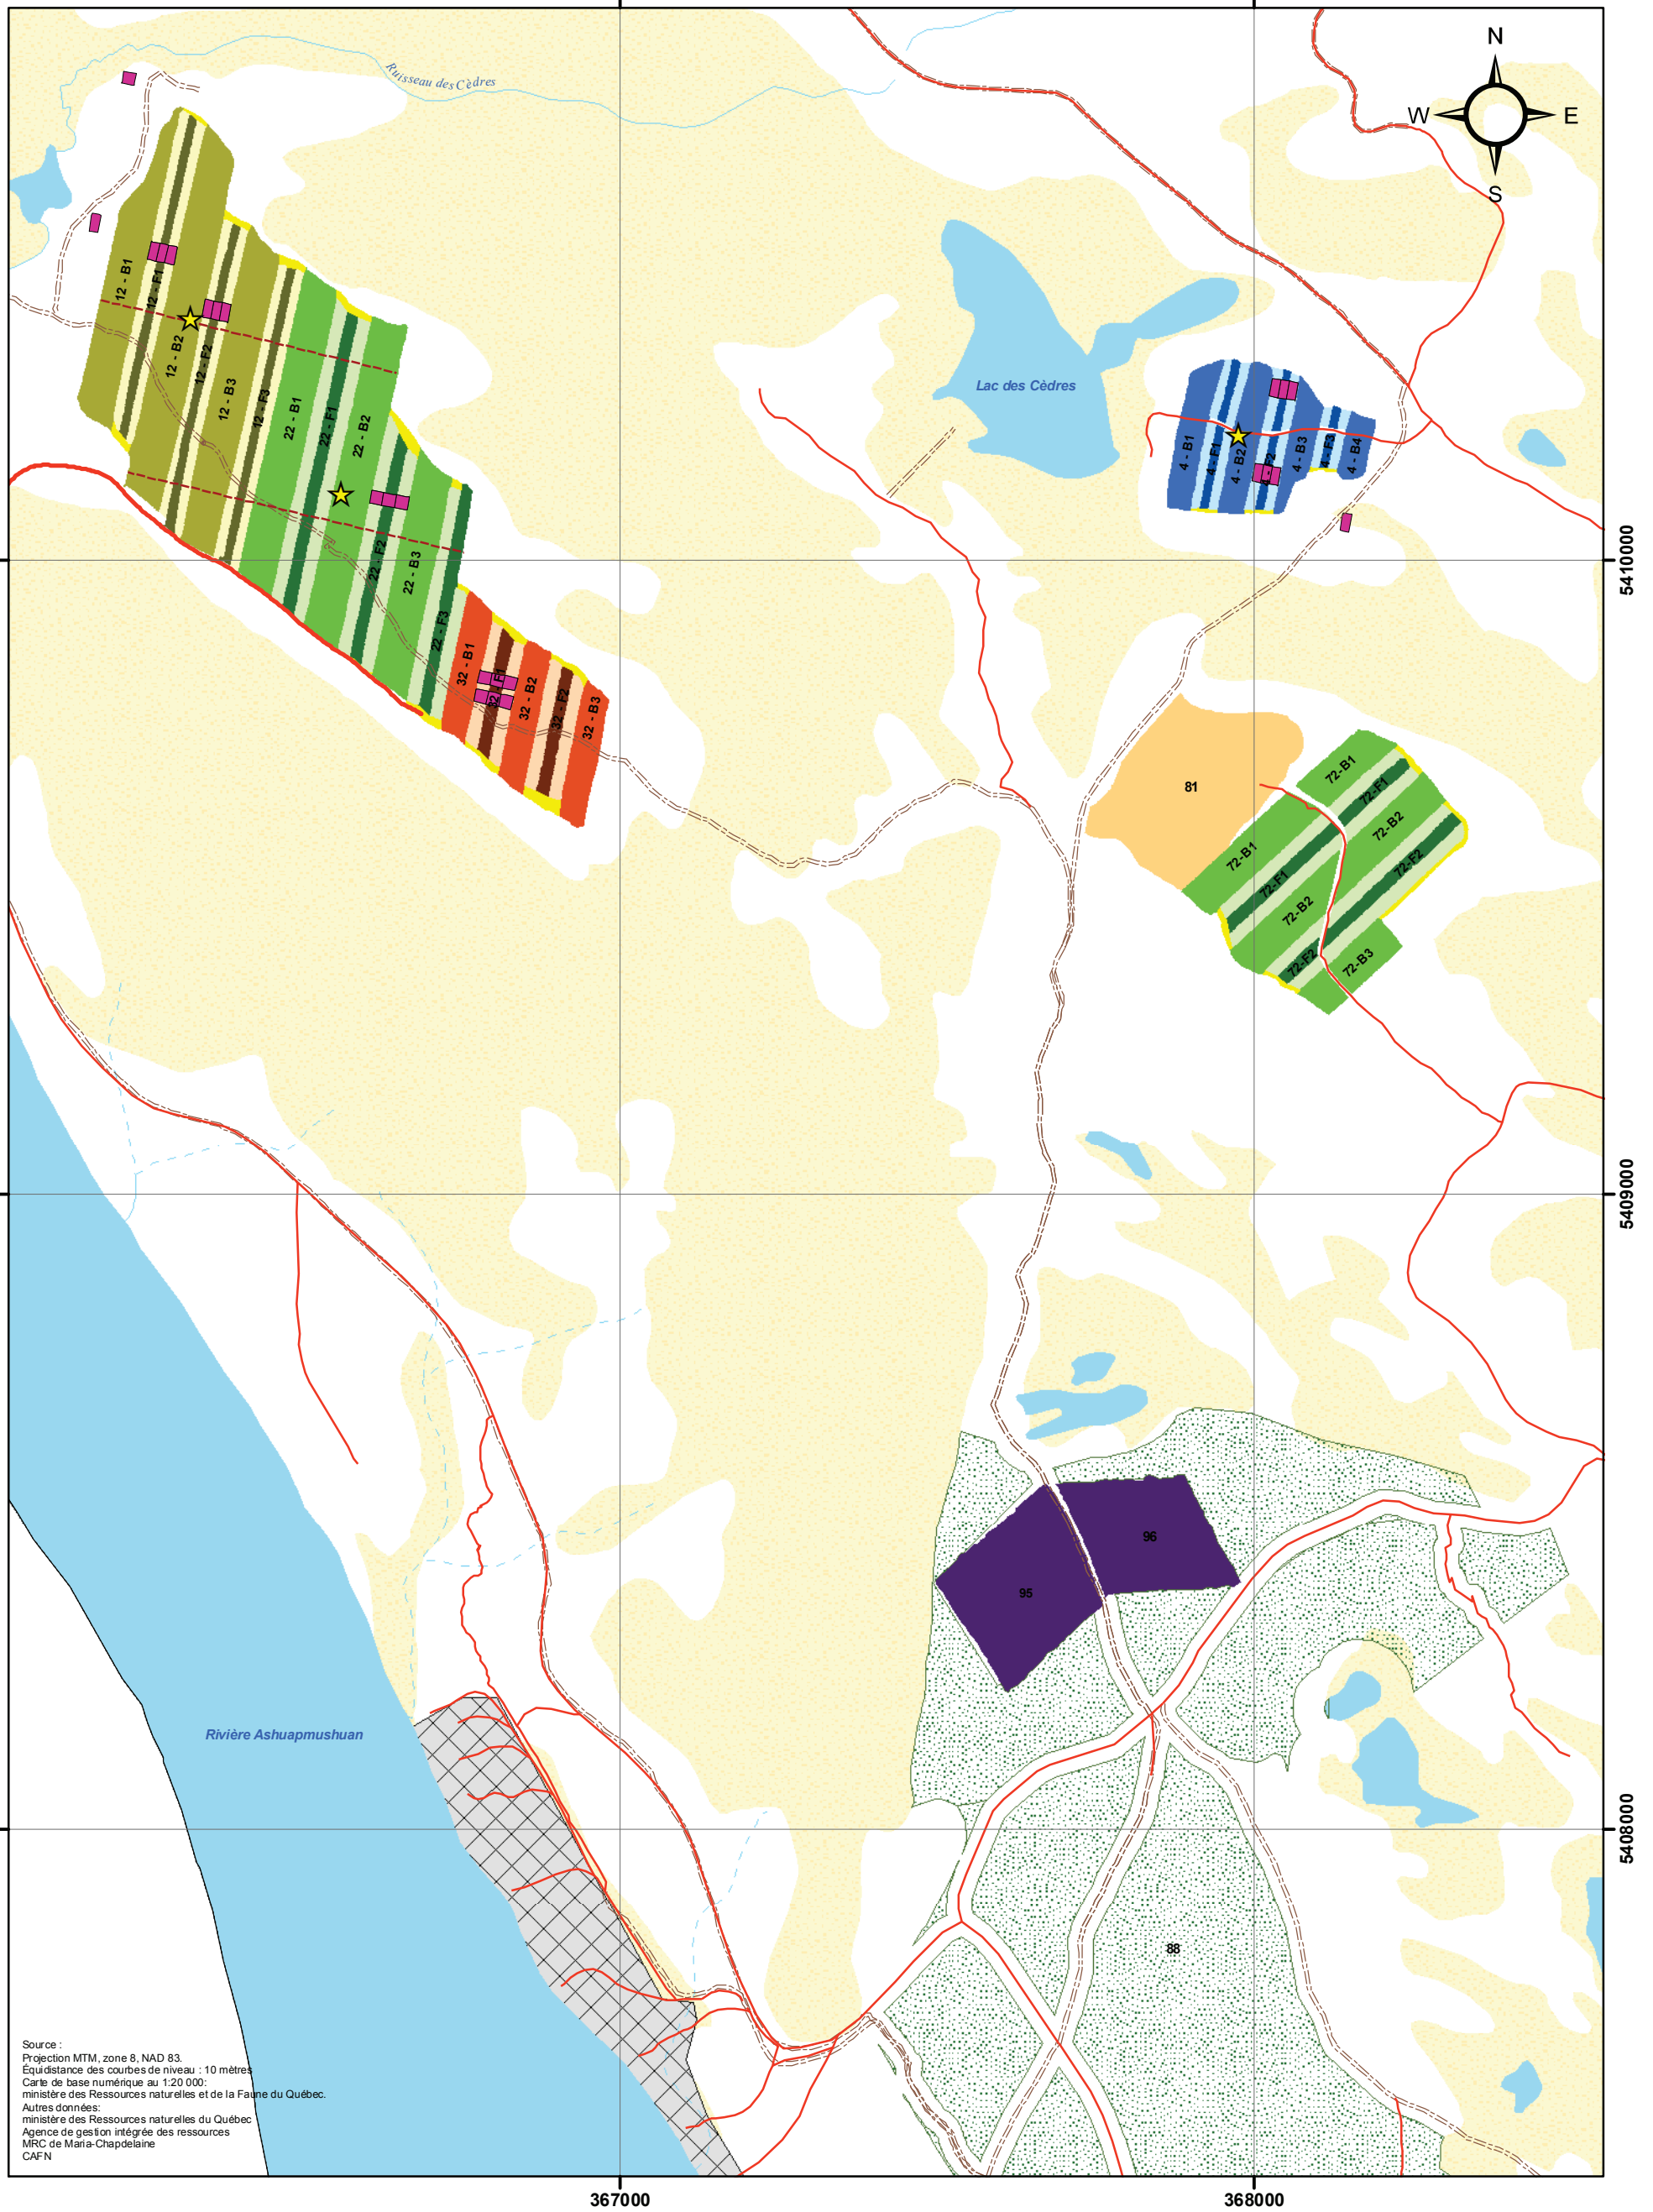 N
W E
S
Ruisseau des Cèdres
Lac des Cèdres
12 - B1
12 - F1
12 - B2
12 - F2
12 - B3
12 - F3
22 - B1
22 - F1
22 - B2
22 - F2
22 - B3
22 - F3
32 - B1
32 - F1
32 - B2
32 - F2
32 - B3
4 - B1
4 - F1
4 - B2
4 - F2
4 - B3
4 - F3
4 - B4
5410000
81
72-B1
72-F1
72-B2
72-F2
72-B1
72-F1
72-B2
72-F2
72-B3
5409000
96
95
Rivière Ashuapmushuan
5408000
88
Source :
Projection MTM, zone 8, NAD 83.
Équidistance des courbes de niveau : 10 mètres
Carte de base numérique au 1:20 000:
ministère des Ressources naturelles et de la Faune du Québec.
Autres données:
ministère des Ressources naturelles du Québec
Agence de gestion intégrée des ressources
MRC de Maria-Chapdelaine
CAFN
367000 368000